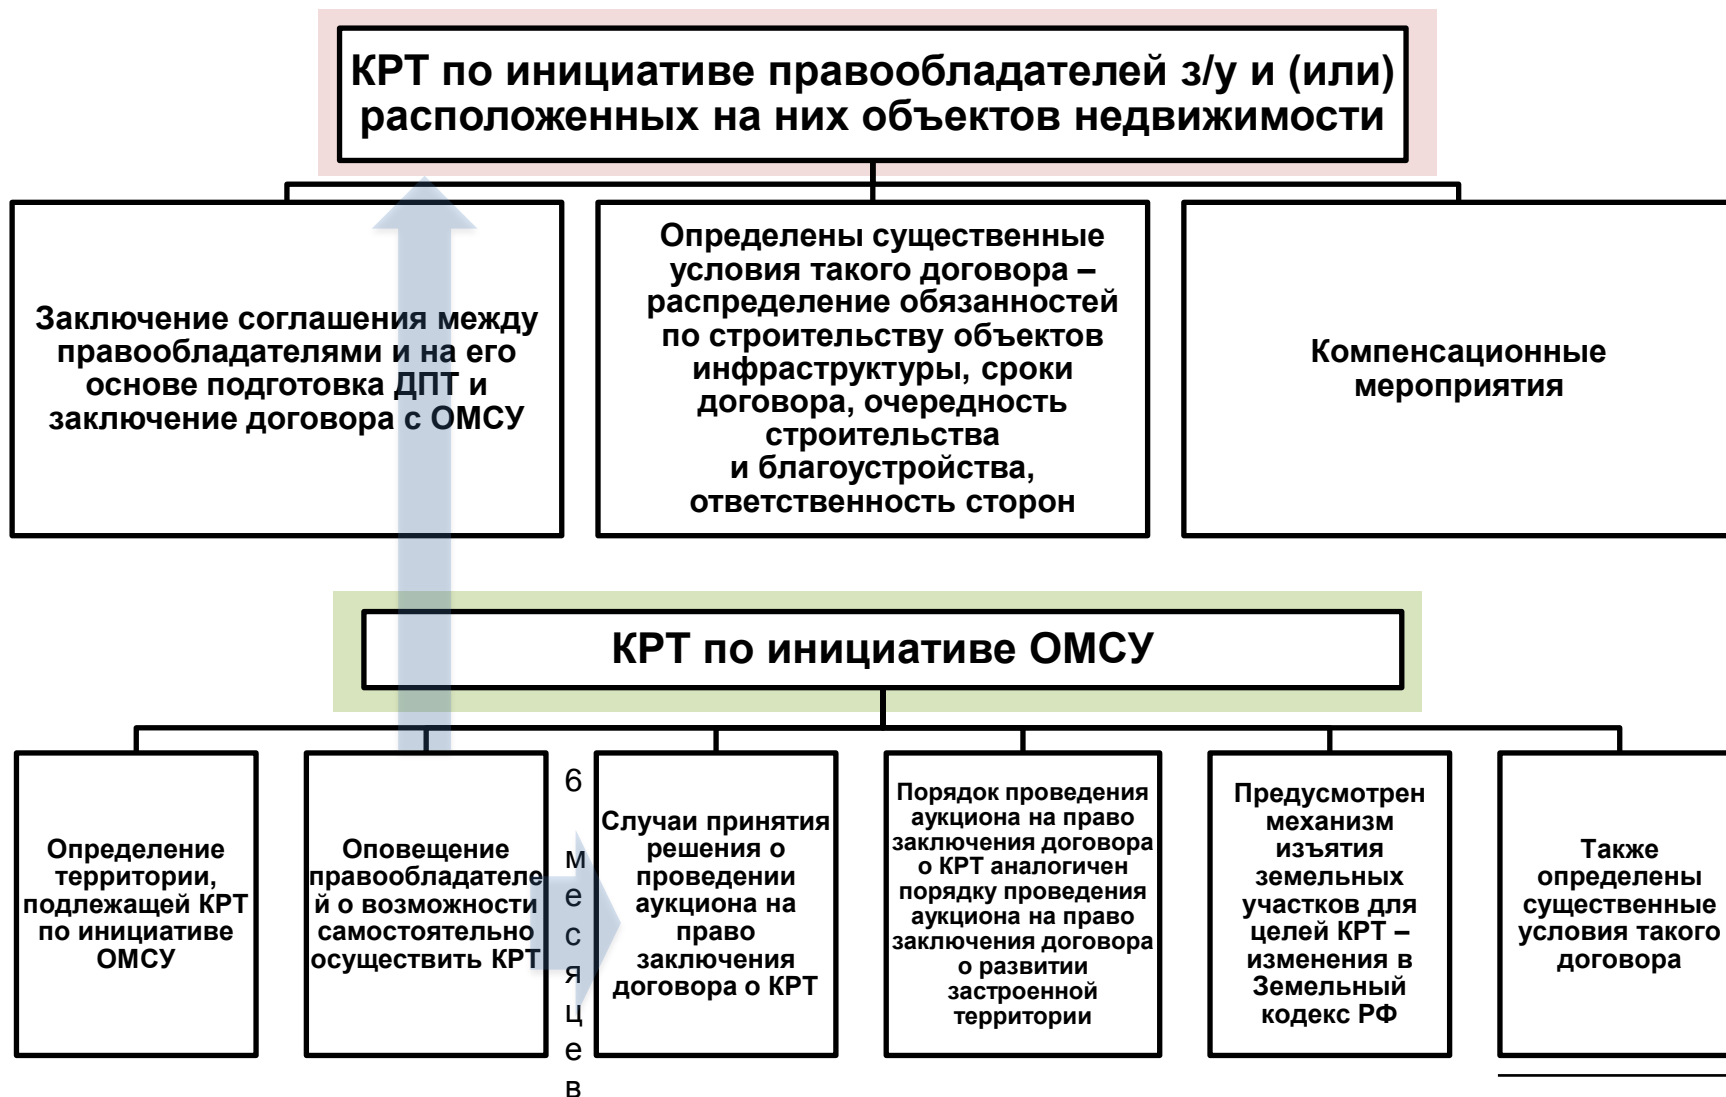 КРТ по инициативе правообладателей з/у и (или)
расположенных на них объектов недвижимости
Заключение соглашения между
правообладателями и на его
основе подготовка ДПТ и
заключение договора с ОМСУ
Определены существенные
условия такого договора –
распределение обязанностей
по строительству объектов
инфраструктуры, сроки
договора, очередность
строительства
и благоустройства,
ответственность сторон
Компенсационные
мероприятия
КРТ по инициативе ОМСУ
Определение
территории,
подлежащей КРТ
по инициативе
ОМСУ
Оповещение
правообладателе
й о возможности
самостоятельно
осуществить КРТ
6
м
е
с
я
ц
е
в
Случаи принятия
решения о
проведении
аукциона на
право
заключения
договора о КРТ
Порядок проведения
аукциона на право
заключения договора
о КРТ аналогичен
порядку проведения
аукциона на право
заключения договора
о развитии
застроенной
территории
Предусмотрен
механизм
изъятия
земельных
участков для
целей КРТ –
изменения в
Земельный
кодекс РФ
Также
определены
существенные
условия такого
договора